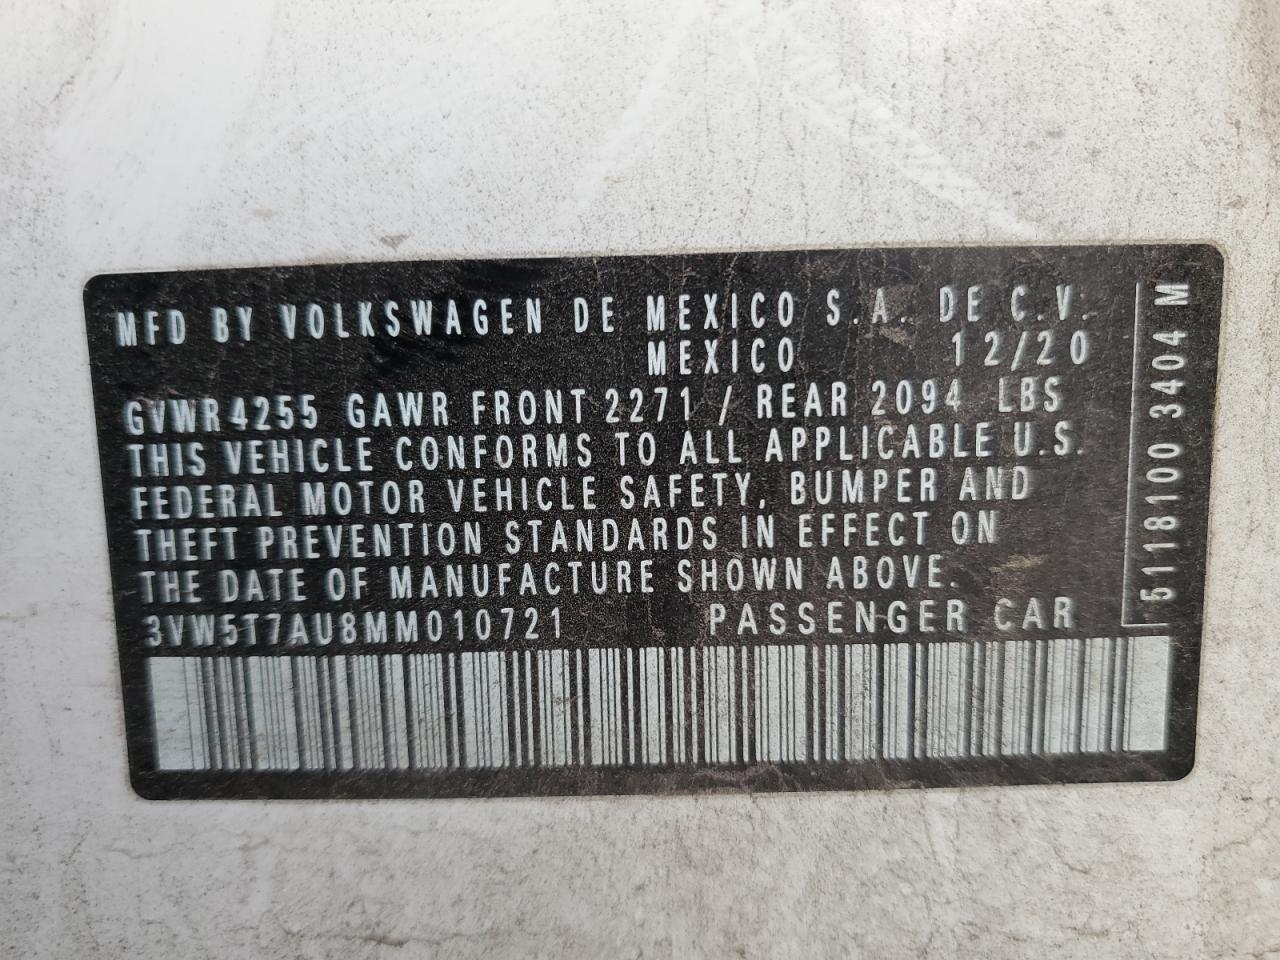 MFD BY VOLKSWAGEN DE MEXICO S.A. DE C.V.
MEXICO 12/20
GVWR 4255 GAWR FRONT 2271 / REAR 2094 LBS
THIS VEHICLE CONFORMS TO ALL APPLICABLE U.S.
FEDERAL MOTOR VEHICLE SAFETY, BUMPER AND
THEFT PREVENTION STANDARDS IN EFFECT ON
THE DATE OF MANUFACTURE SHOWN ABOVE.
3VW5T7AU8MM010721 PASSENGER CAR
5118100 3404 M